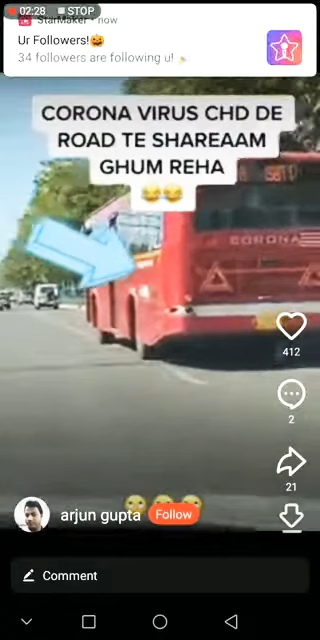 02:28 STOP
StarMaker • now
Ur Followers!🎃
34 followers are following u!
CORONA VIRUS CHD DE
ROAD TE SHAREAAM
GHUM REHA
😂😂
CORONA
412
2
21
arjun gupta Follow
Comment